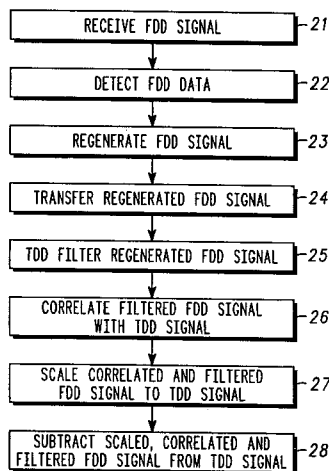 RECEIVE FDD SIGNAL 21
DETECT FDD DATA 22
REGENERATE FDD SIGNAL 23
TRANSFER REGENERATED FDD SIGNAL 24
TDD FILTER REGENERATED FDD SIGNAL 25
CORRELATE FILTERED FDD SIGNAL
WITH TDD SIGNAL 26
SCALE CORRELATED AND FILTERED
FDD SIGNAL TO TDD SIGNAL 27
SUBTRACT SCALED, CORRELATED AND
FILTERED FDD SIGNAL FROM TDD SIGNAL 28